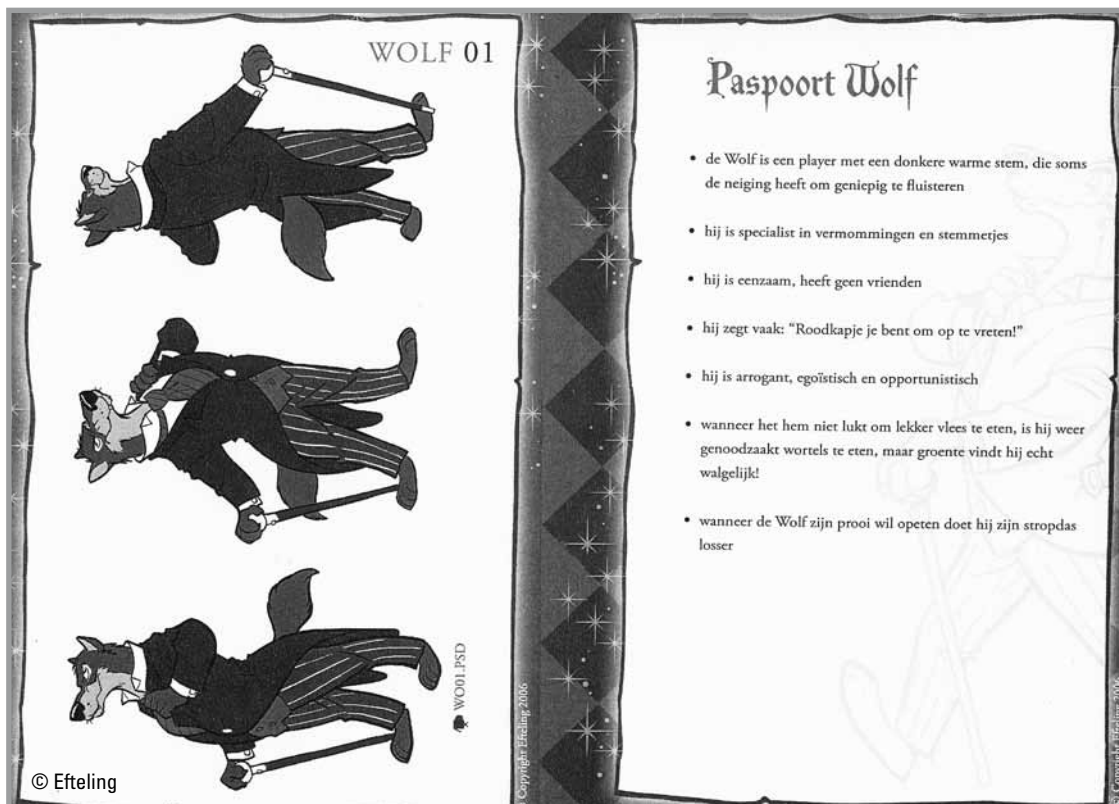 WOLF 01
WO01.PSD
Copyright Efteling 2006
© Efteling
Paspoort Wolf
• de Wolf is een player met een donkere warme stem, die soms
de neiging heeft om geniepig te fluisteren
• hij is specialist in vermommingen en stemmetjes
• hij is eenzaam, heeft geen vrienden
• hij zegt vaak: “Roodkapje je bent om op te vreten!”
• hij is arrogant, egoïstisch en opportunistisch
• wanneer het hem niet lukt om lekker vlees te eten, is hij weer
genoodzaakt wortels te eten, maar groente vindt hij echt
walgelijk!
• wanneer de Wolf zijn prooi wil opeten doet hij zijn stropdas
losser
Copyright Efteling 2006